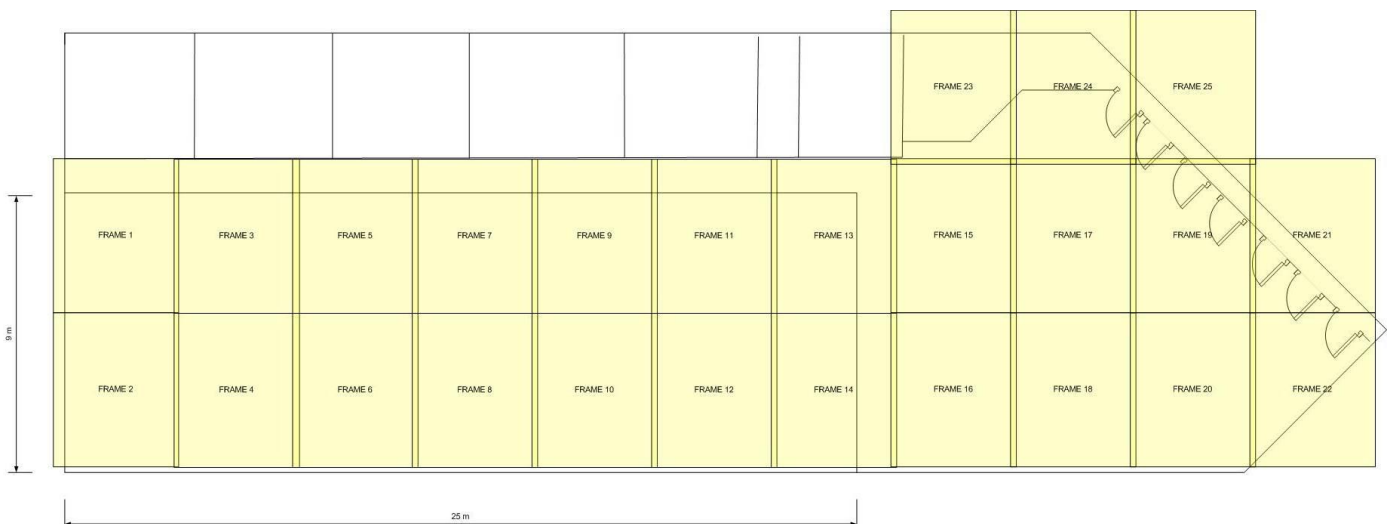 FRAME 23
FRAME 24
FRAME 25
FRAME 1
FRAME 3
FRAME 5
FRAME 7
FRAME 9
FRAME 11
FRAME 13
FRAME 15
FRAME 17
FRAME 19
FRAME 21
9 m
FRAME 2
FRAME 4
FRAME 6
FRAME 8
FRAME 10
FRAME 12
FRAME 14
FRAME 16
FRAME 18
FRAME 20
FRAME 22
25 m